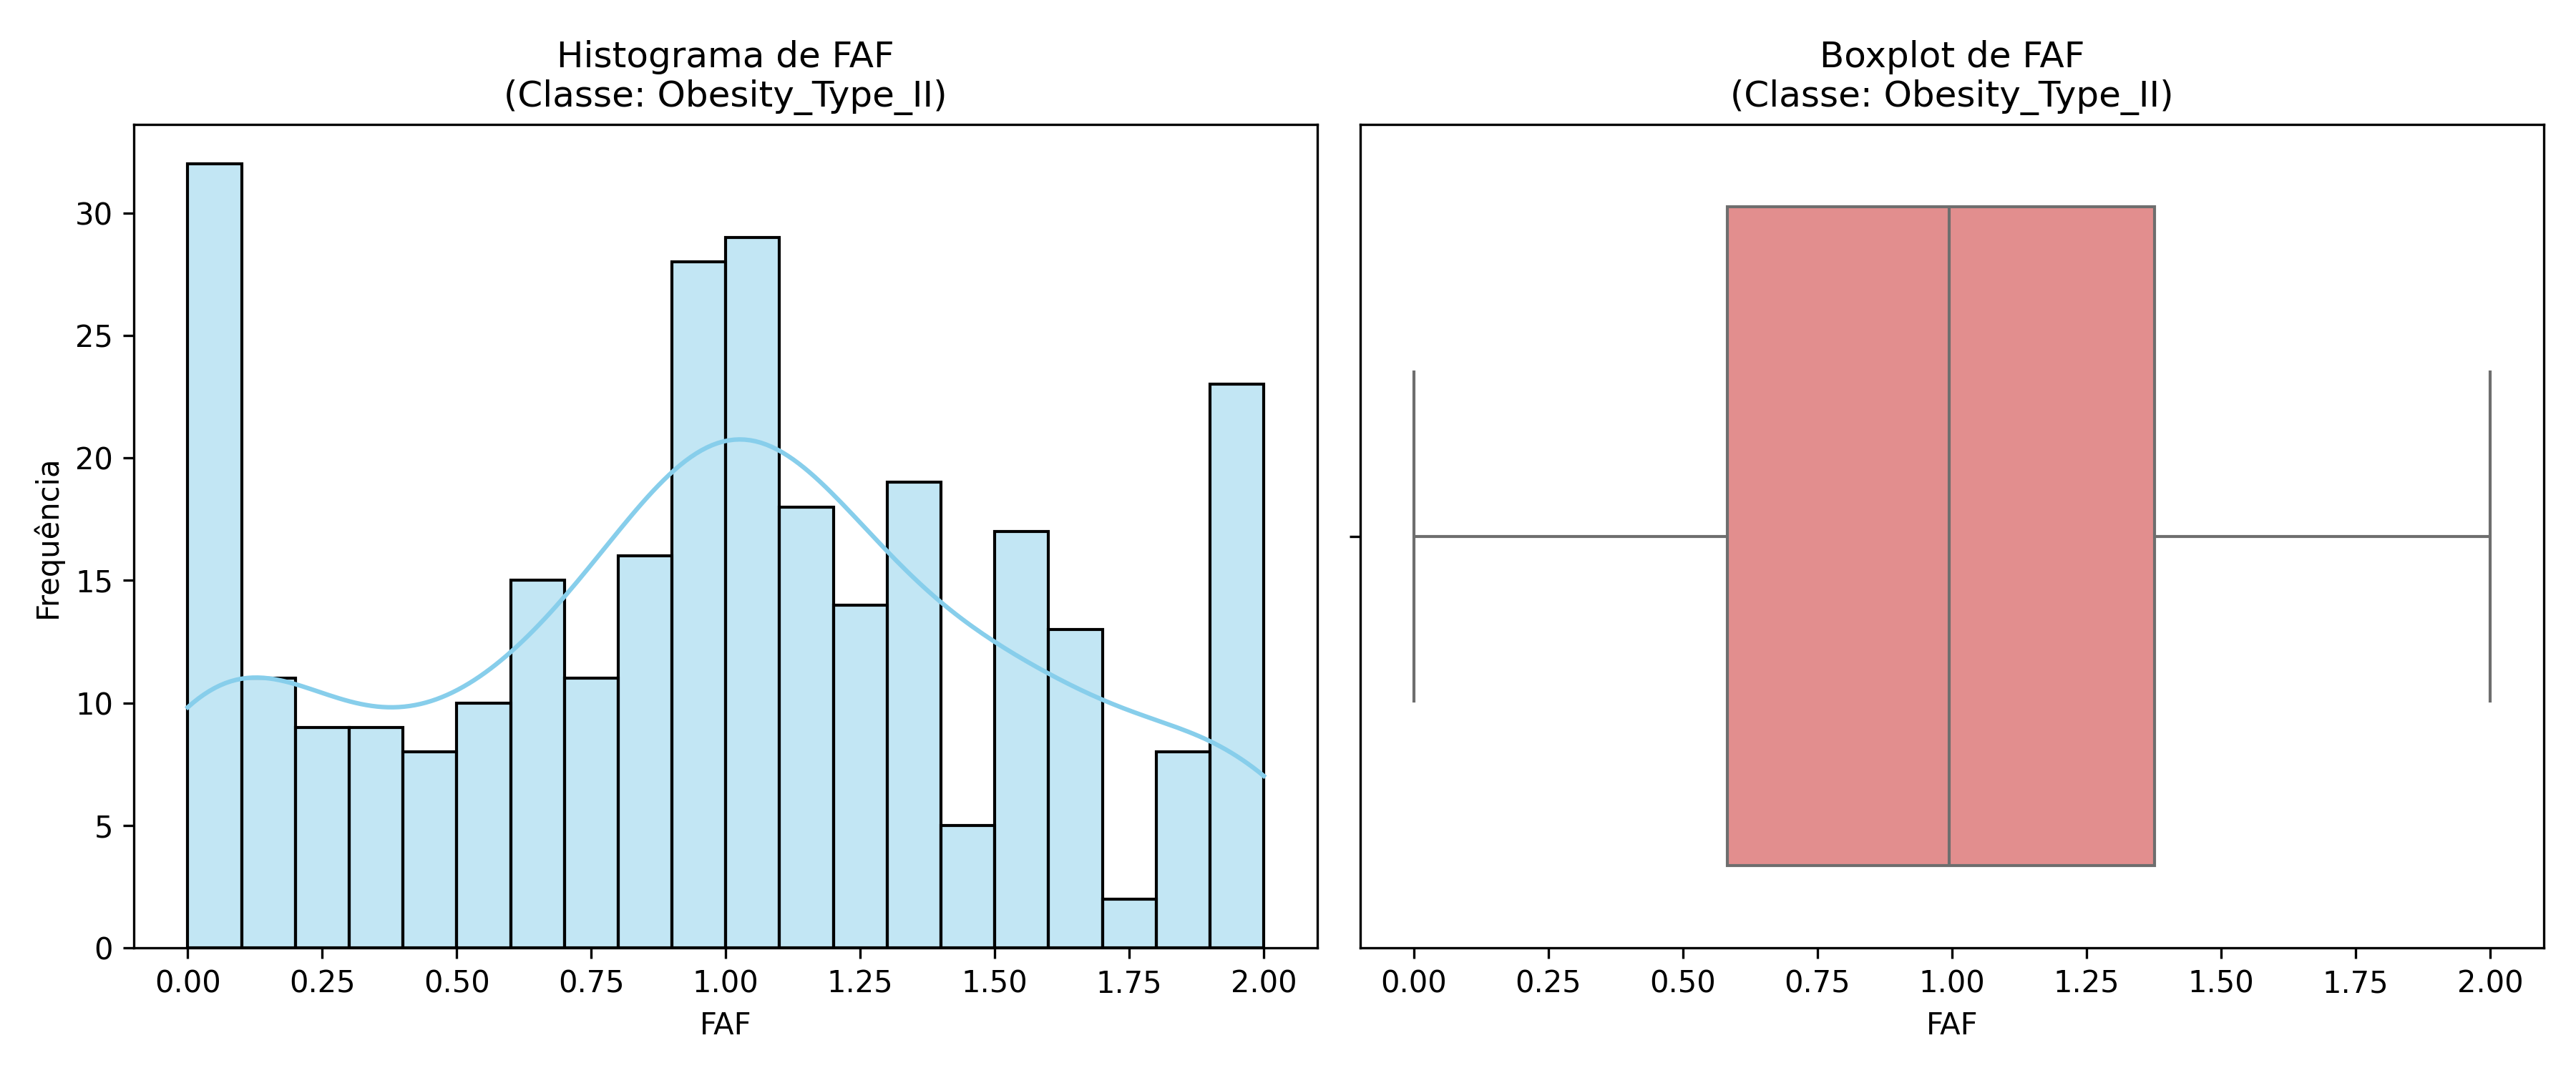 Histograma de FAF
(Classe: Obesity_Type_II)
Frequência
30
25
20
15
10
5
0
0.00 0.25 0.50 0.75 1.00 1.25 1.50 1.75 2.00
FAF
Boxplot de FAF
(Classe: Obesity_Type_II)
0.00 0.25 0.50 0.75 1.00 1.25 1.50 1.75 2.00
FAF